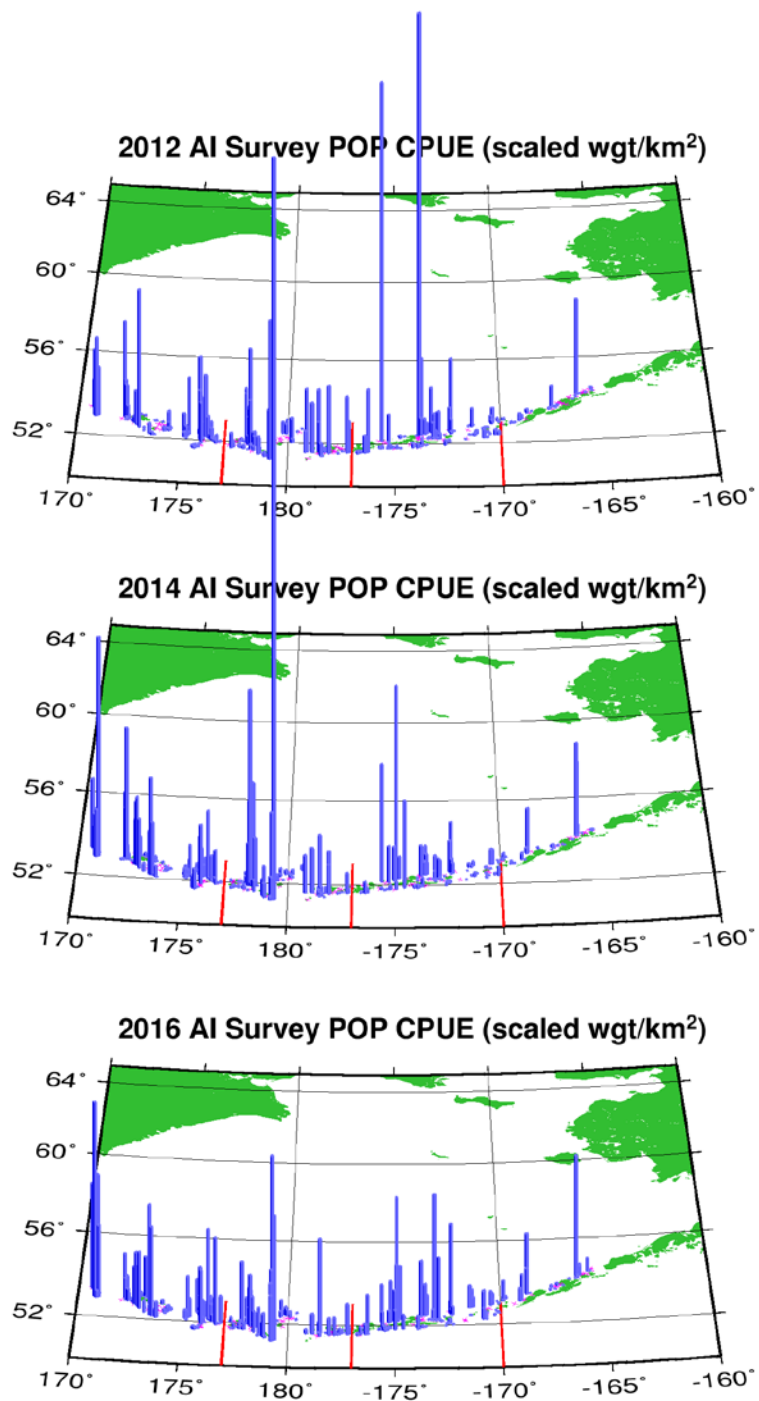 2012 AI Survey POP CPUE (scaled wgt/km²)
64˚
60˚
56˚
52˚
170˚ 175˚ 180˚ -175˚ -170˚ -165˚ -160˚
2014 AI Survey POP CPUE (scaled wgt/km²)
64˚
60˚
56˚
52˚
170˚ 175˚ 180˚ -175˚ -170˚ -165˚ -160˚
2016 AI Survey POP CPUE (scaled wgt/km²)
64˚
60˚
56˚
52˚
170˚ 175˚ 180˚ -175˚ -170˚ -165˚ -160˚